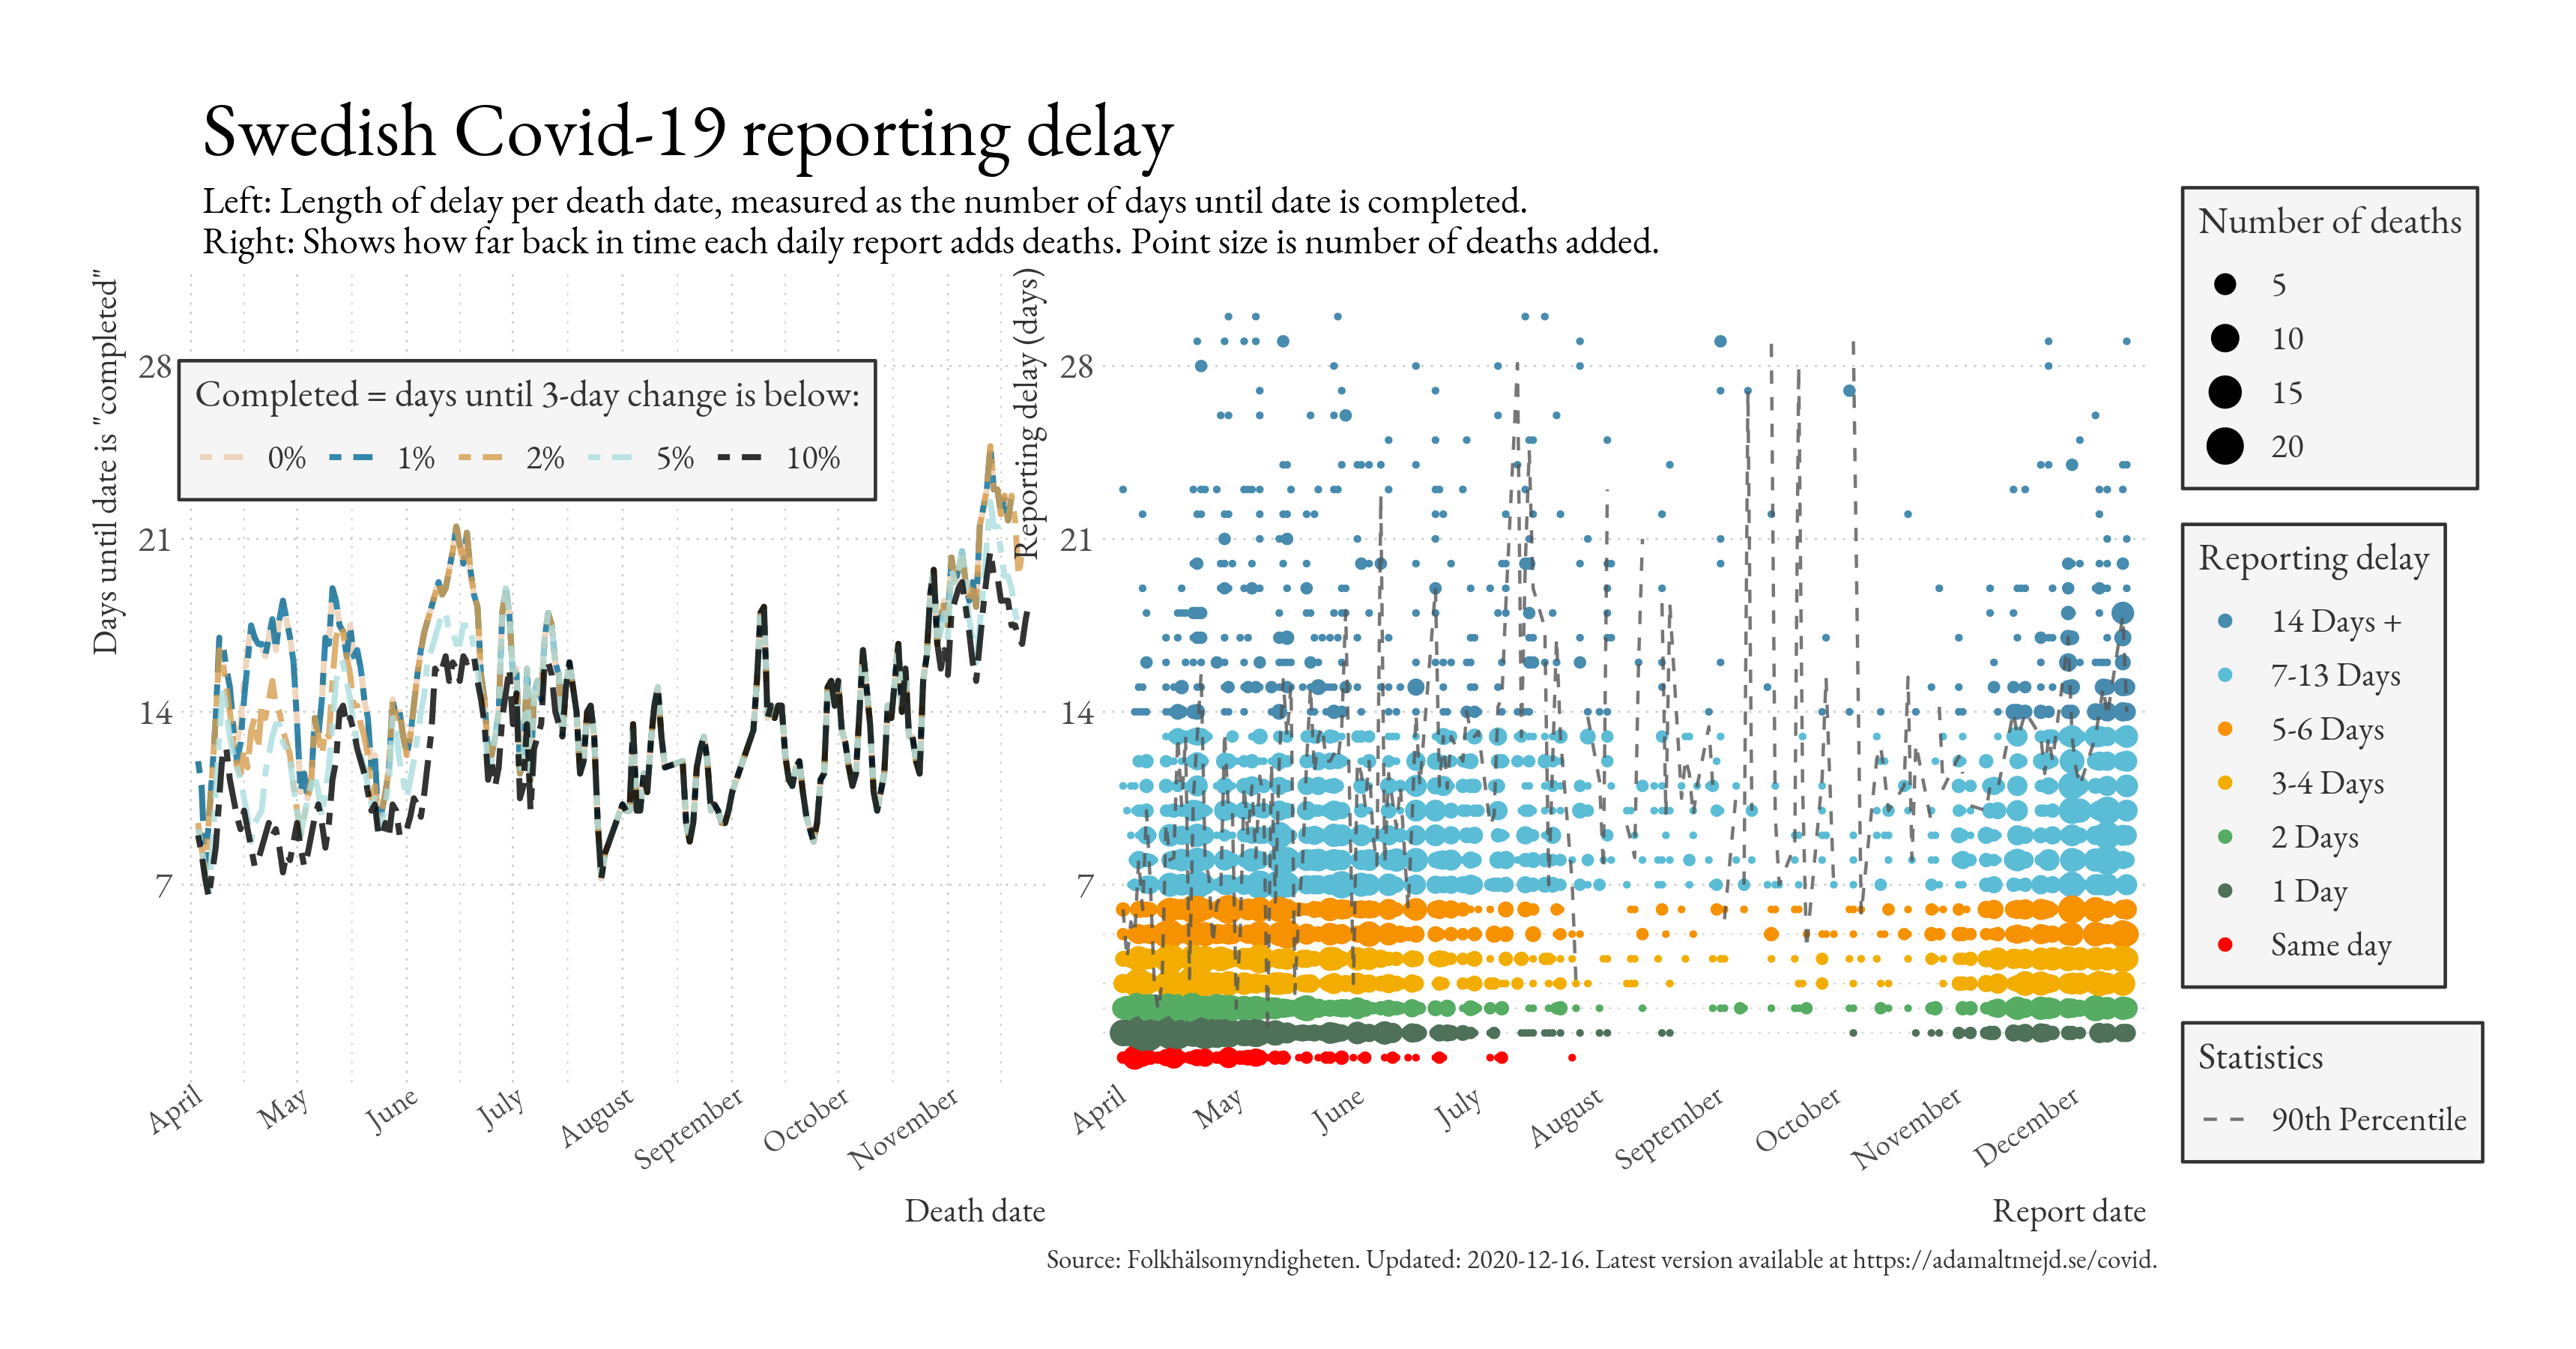 Swedish Covid-19 reporting delay
Left: Length of delay per death date, measured as the number of days until date is completed.
Right: Shows how far back in time each daily report adds deaths. Point size is number of deaths added.
Days until date is "completed"
28
21
14
7
Completed = days until 3-day change is below:
0% 1% 2% 5% 10%
April May June July August September October November
Death date
Reporting delay (days)
28
21
14
7
April May June July August September October November December
Report date
Number of deaths
5
10
15
20
Reporting delay
14 Days +
7-13 Days
5-6 Days
3-4 Days
2 Days
1 Day
Same day
Statistics
90th Percentile
Source: Folkhälsomyndigheten. Updated: 2020-12-16. Latest version available at https://adamaltmejd.se/covid.